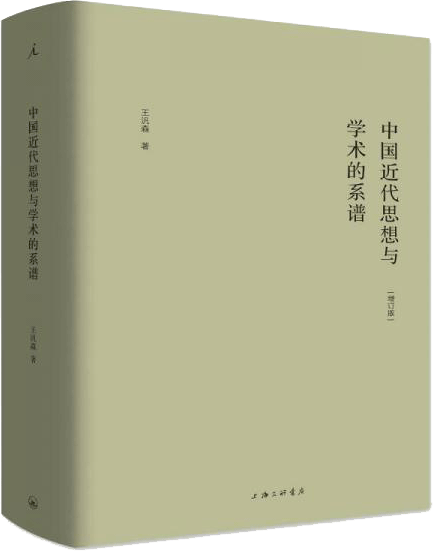 中国近代思想与
学术的系谱
［增订版］
王汎森 著
上海三联书店
中国近代思想与学术的系谱
王汎森 著